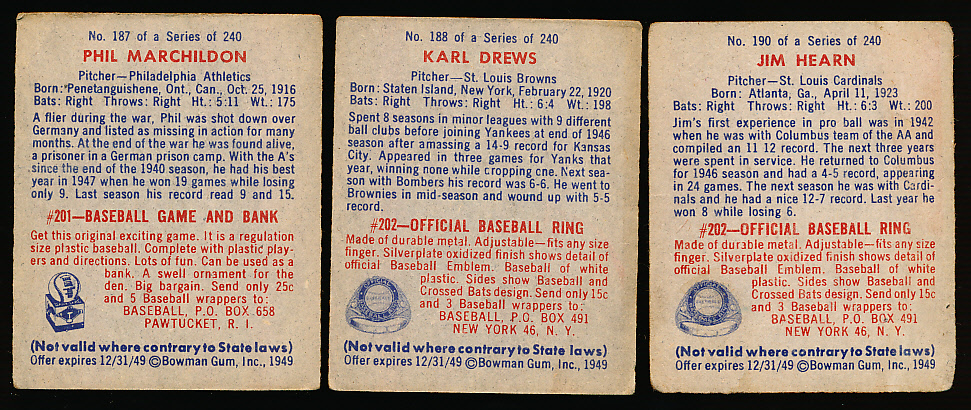 No. 187 of a Series of 240
PHIL MARCHILDON
Pitcher—Philadelphia Athletics
Born: Penetanguishene, Ont., Can., Oct. 25, 1916
Bats: Right Throws: Right Ht.: 5:11 Wt.: 175
A flier during the war, Phil was shot down over
Germany and listed as missing in action for many
months. At the end of the war he was found alive,
a prisoner in a German prison camp. With the A's
since the end of the 1940 season, he had his best
year in 1947 when he won 19 games while losing
only 9. Last season his record read 9 and 15.
#201—BASEBALL GAME AND BANK
Get this original exciting game. It is a regulation
size plastic baseball. Complete with plastic play-
ers and directions. Lots of fun. Can be used as a
bank. A swell ornament for the
den. Big bargain. Send only 25c
and 5 Baseball wrappers to:
BASEBALL, P.O. BOX 658
PAWTUCKET, R. I.
(Not valid where contrary to State laws)
Offer expires 12/31/49 ©Bowman Gum, Inc., 1949
No. 188 of a Series of 240
KARL DREWS
Pitcher—St. Louis Browns
Born: Staten Island, New York, February 22, 1920
Bats: Right Throws: Right Ht.: 6:4 Wt.: 198
Spent 8 seasons in minor leagues with 9 different
ball clubs before joining Yankees at end of 1946
season after amassing a 14-9 record for Kansas
City. Appeared in three games for Yanks that
year, winning none while cropping one. Next sea-
son with Bombers his record was 6-6. He went to
Brownies in mid-season and wound up with 5-5
record.
#202—OFFICIAL BASEBALL RING
Made of durable metal. Adjustable—fits any size
finger. Silverplate oxidized finish shows detail of
official Baseball Emblem. Baseball of white
plastic. Sides show Baseball and
Crossed Bats design. Send only 15c
and 3 Baseball wrappers to:
BASEBALL, P.O. BOX 491
NEW YORK 46, N. Y.
(Not valid where contrary to State laws)
Offer expires 12/31/49 ©Bowman Gum, Inc., 1949
No. 190 of a Series of 240
JIM HEARN
Pitcher—St. Louis Cardinals
Born: Atlanta, Ga., April 11, 1923
Bats: Right Throws: Right Ht.: 6:3 Wt.: 200
Jim's first experience in pro ball was in 1942
when he was with Columbus team of the AA and
compiled an 11 12 record. The next three years
were spent in service. He returned to Columbus
for 1946 season and had a 4-5 record, appearing
in 24 games. The next season he was with Cardi-
nals and he had a nice 12-7 record. Last year he
won 8 while losing 6.
#202—OFFICIAL BASEBALL RING
Made of durable metal. Adjustable—fits any size
finger. Silverplate oxidized finish shows detail of
official Baseball Emblem. Baseball of white
plastic. Sides show Baseball and
Crossed Bats design. Send only 15c
and 3 Baseball wrappers to:
BASEBALL, P.O. BOX 491
NEW YORK 46, N. Y.
(Not valid where contrary to State laws)
Offer expires 12/31/49 ©Bowman Gum, Inc., 1949